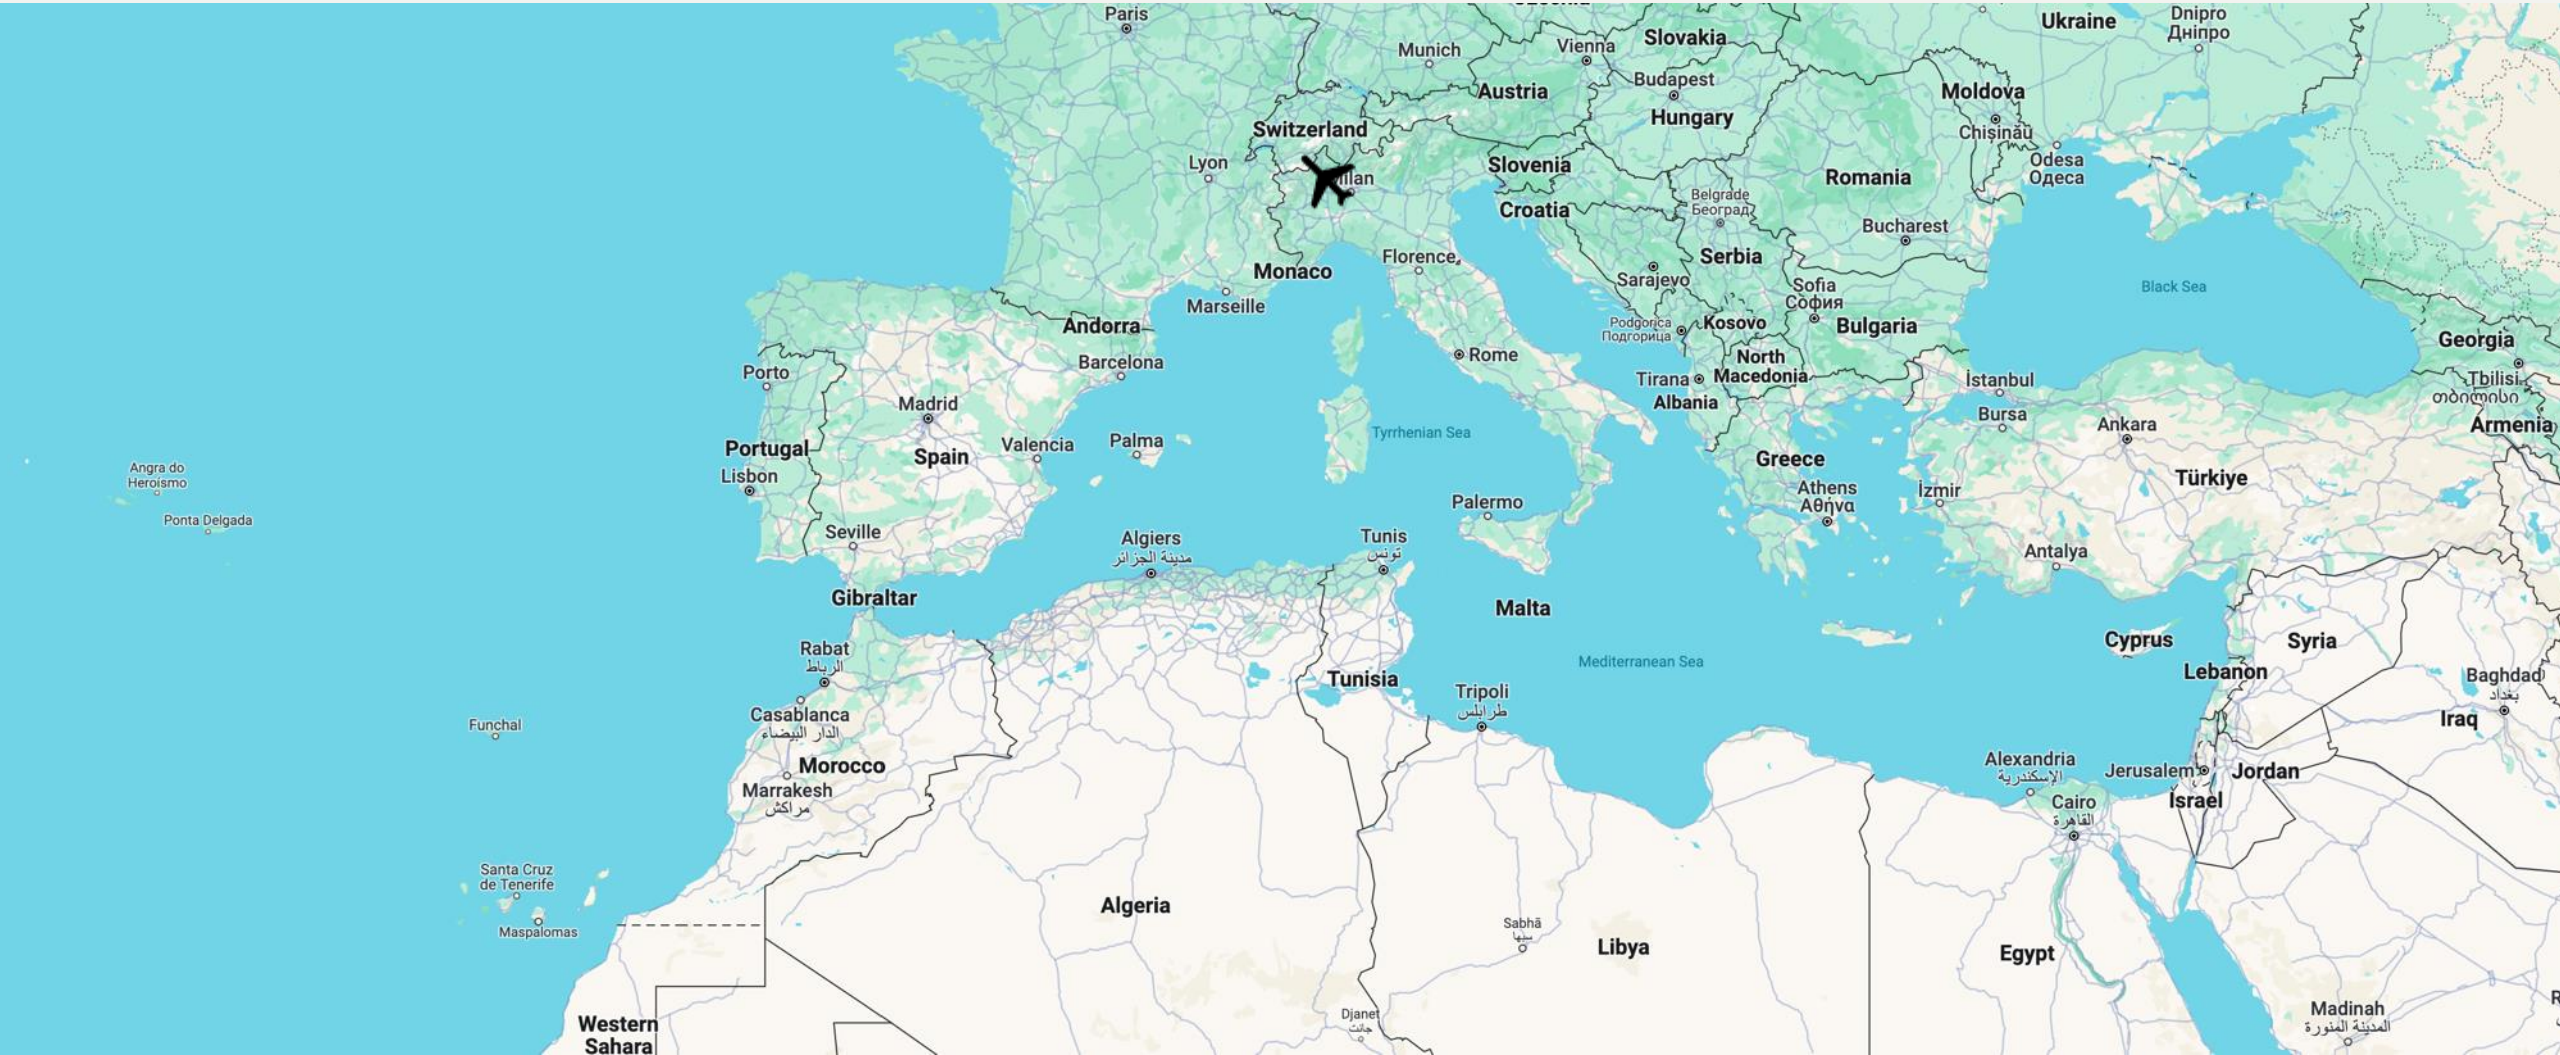 Paris
Munich
Vienna
Slovakia
Ukraine
Dnipro
Дніпро
Budapest
Austria
Hungary
Moldova
Chișinău
Switzerland
Lyon
Slovenia
Romania
Odesa
Одеса
Belgrade
Београд
Croatia
Bucharest
Florence
Serbia
Monaco
Sarajevo
Sofia
София
Black Sea
Marseille
Andorra
Podgorica
Подгорица
Kosovo
Bulgaria
Georgia
Barcelona
Rome
North
Macedonia
Porto
Tirana
İstanbul
Tbilisi
თბილისი
Madrid
Albania
Bursa
Ankara
Armenia
Portugal
Spain
Valencia
Palma
Tyrrhenian Sea
Greece
Türkiye
Lisbon
Angra do
Heroísmo
Athens
Αθήνα
İzmir
Palermo
Ponta Delgada
Seville
Algiers
مدينة الجزائر
Tunis
تونس
Antalya
Gibraltar
Malta
Cyprus
Syria
Rabat
الرباط
Mediterranean Sea
Lebanon
Baghdad
بغداد
Tunisia
Tripoli
طرابلس
Casablanca
الدار البيضاء
Funchal
Iraq
Morocco
Alexandria
الإسكندرية
Jerusalem
Jordan
Marrakesh
مراكش
Israel
Cairo
القاهرة
Santa Cruz
de Tenerife
Algeria
Maspalomas
Sabhā
سبها
Libya
Egypt
Djanet
جانت
Madinah
المدينة المنورة
Western
Sahara